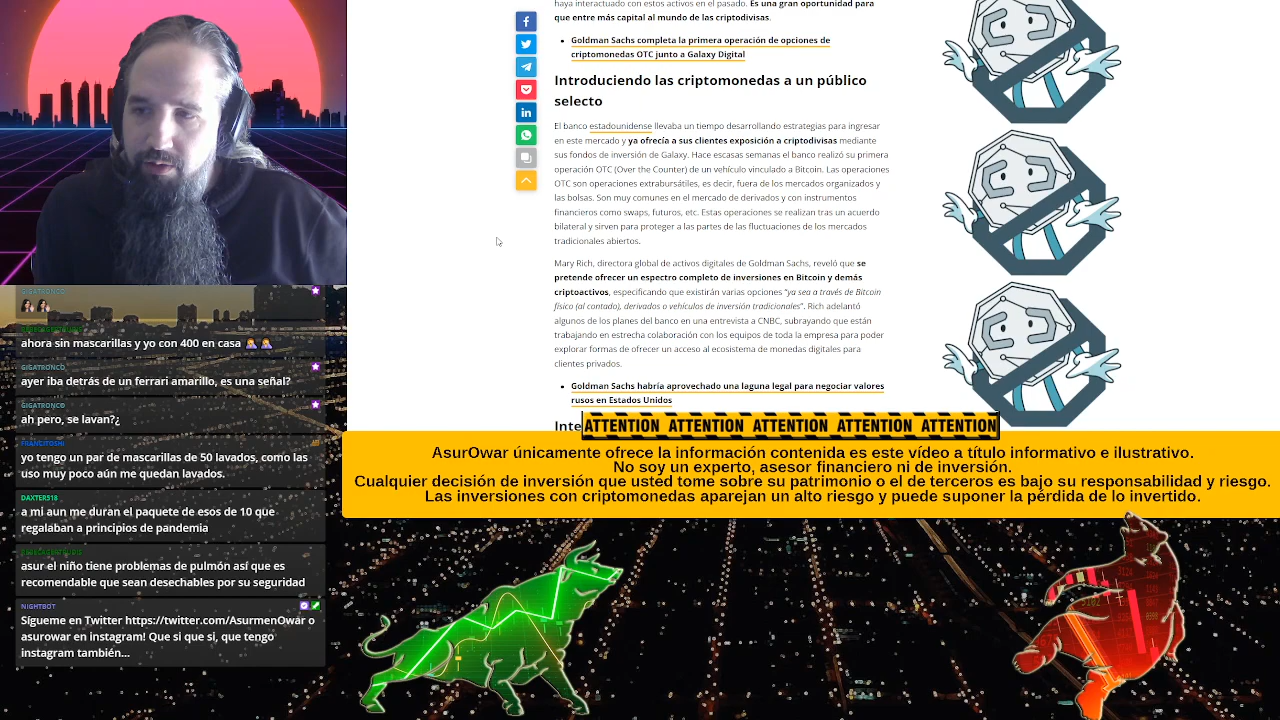 haya interactuado con estos activos en el pasado. Es una gran oportunidad para
que entre más capital al mundo de las criptodivisas.
Goldman Sachs completa la primera operación de opciones de
criptomonedas OTC junto a Galaxy Digital
Introduciendo las criptomonedas a un público
selecto
El banco estadounidense llevaba un tiempo desarrollando estrategias para ingresar
en este mercado y ya ofrecía a sus clientes exposición a criptodivisas mediante
sus fondos de inversión de Galaxy. Hace escasas semanas el banco realizó su primera
operación OTC (Over the Counter) de un vehículo vinculado a Bitcoin. Las operaciones
OTC son operaciones extrabursátiles, es decir, fuera de los mercados organizados y
las bolsas. Son muy comunes en el mercado de derivados y con instrumentos
financieros como swaps, futuros, etc. Estas operaciones se realizan tras un acuerdo
bilateral y sirven para proteger a las partes de las fluctuaciones de los mercados
tradicionales abiertos.
Mary Rich, directora global de activos digitales de Goldman Sachs, reveló que se
pretende ofrecer un espectro completo de inversiones en Bitcoin y demás
criptoactivos, especificando que existirán varias opciones “ya sea a través de Bitcoin
físico (al contado), derivados o vehículos de inversión tradicionales”. Rich adelantó
algunos de los planes del banco en una entrevista a CNBC, subrayando que están
trabajando en estrecha colaboración con los equipos de toda la empresa para poder
explorar formas de ofrecer un acceso al ecosistema de monedas digitales para
clientes privados.
Goldman Sachs habría aprovechado una laguna legal para negociar valores
rusos en Estados Unidos
Inte
ATTENTION ATTENTION ATTENTION ATTENTION ATTENTION
AsurOwar únicamente ofrece la información contenida es este vídeo a título informativo e ilustrativo.
No soy un experto, asesor financiero ni de inversión.
Cualquier decisión de inversión que usted tome sobre su patrimonio o el de terceros es bajo su responsabilidad y riesgo.
Las inversiones con criptomonedas aparejan un alto riesgo y puede suponer la pérdida de lo invertido.
GIGATRONCO
ahora sin mascarillas y yo con 400 en casa
GIGATRONCO
ayer iba detrás de un ferrari amarillo, es una señal?
GIGATRONCO
ah pero, se lavan?¿
FRANCITOSHI
yo tengo un par de mascarillas de 50 lavados, como las
uso muy poco aún me quedan lavados.
DAXTER518
a mi aun me duran el paquete de esos de 10 que
regalaban a principios de pandemia
asur el niño tiene problemas de pulmón así que es
recomendable que sean desechables por su seguridad
NIGHTBOT
Sígueme en Twitter https://twitter.com/AsurmenOwar o
asurowar en instagram! Que si que si, que tengo
instagram también...